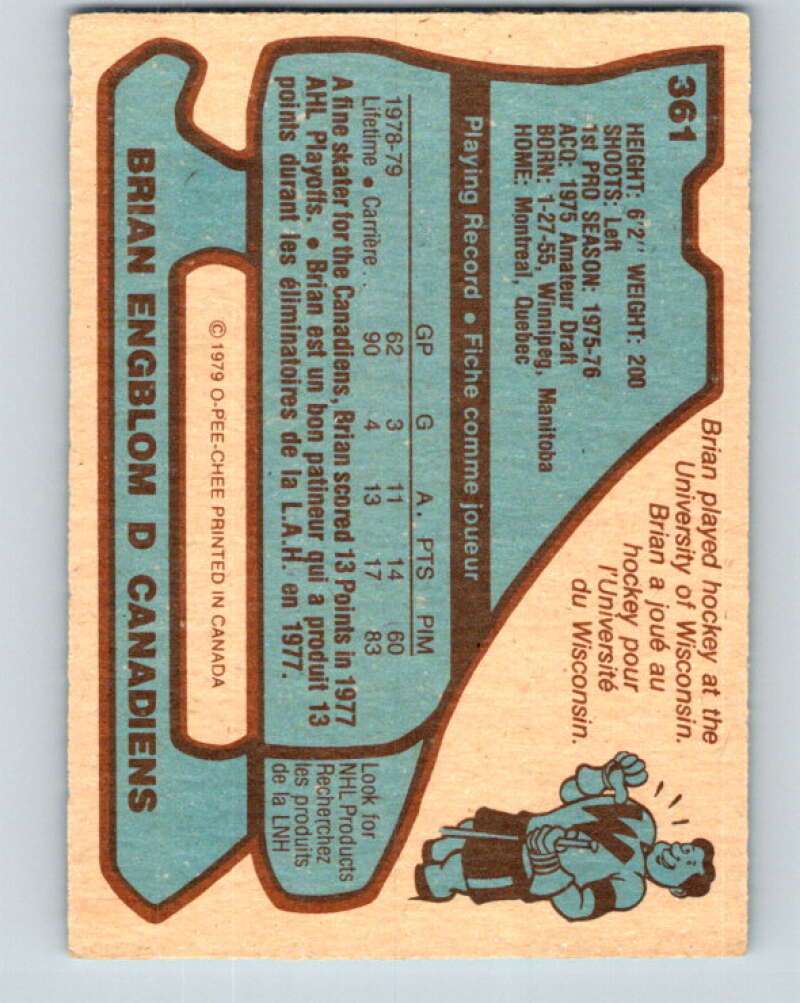 361
HEIGHT: 6'2" WEIGHT: 200
SHOOTS: Left
1st PRO SEASON: 1975-76
ACQ: 1975 Amateur Draft
BORN: 1-27-55, Winnipeg, Manitoba
HOME: Montreal, Quebec
Brian played hockey at the
University of Wisconsin.
Brian a joué au
hockey pour
l'Université
du Wisconsin.
W
Playing Record • Fiche comme joueur
GP G A. PTS PIM
1978-79 62 3 11 14 60
Lifetime • Carrière . . 90 4 13 17 83
A fine skater for the Canadiens, Brian scored 13 Points in 1977
AHL Playoffs. • Brian est un bon patineur qui a produit 13
points durant les éliminatoires de la L.A.H. en 1977.
Look for
NHL Products
Recherchez
les produits
de la LNH
© 1979 O-PEE-CHEE PRINTED IN CANADA
BRIAN ENGBLOM D CANADIENS